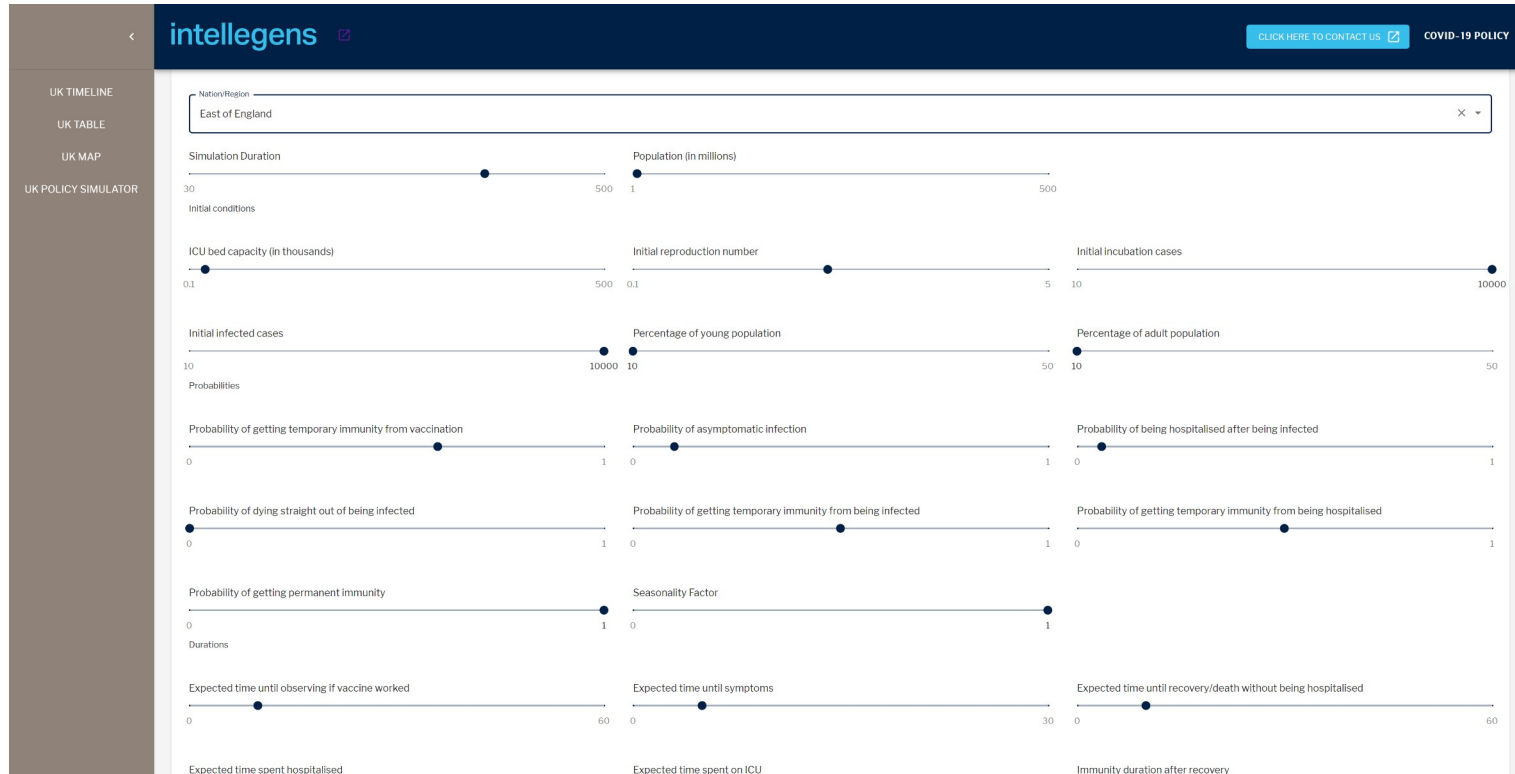 intellegens
CLICK HERE TO CONTACT US
COVID-19 POLICY
UK TIMELINE
UK TABLE
UK MAP
UK POLICY SIMULATOR
Nation/Region
East of England
Simulation Duration
30 500
Population (in millions)
1 500
Initial conditions
ICU bed capacity (in thousands)
0.1 500
Initial reproduction number
0.1 5
Initial incubation cases
10 10000
Initial infected cases
10 10000
Percentage of young population
10 50
Percentage of adult population
10 50
Probabilities
Probability of getting temporary immunity from vaccination
0 1
Probability of asymptomatic infection
0 1
Probability of being hospitalised after being infected
0 1
Probability of dying straight out of being infected
0 1
Probability of getting temporary immunity from being infected
0 1
Probability of getting temporary immunity from being hospitalised
0 1
Probability of getting permanent immunity
0 1
Seasonality Factor
0 1
Durations
Expected time until observing if vaccine worked
0 60
Expected time until symptoms
0 30
Expected time until recovery/death without being hospitalised
0 60
Expected time spent hospitalised
Expected time spent on ICU
Immunity duration after recovery